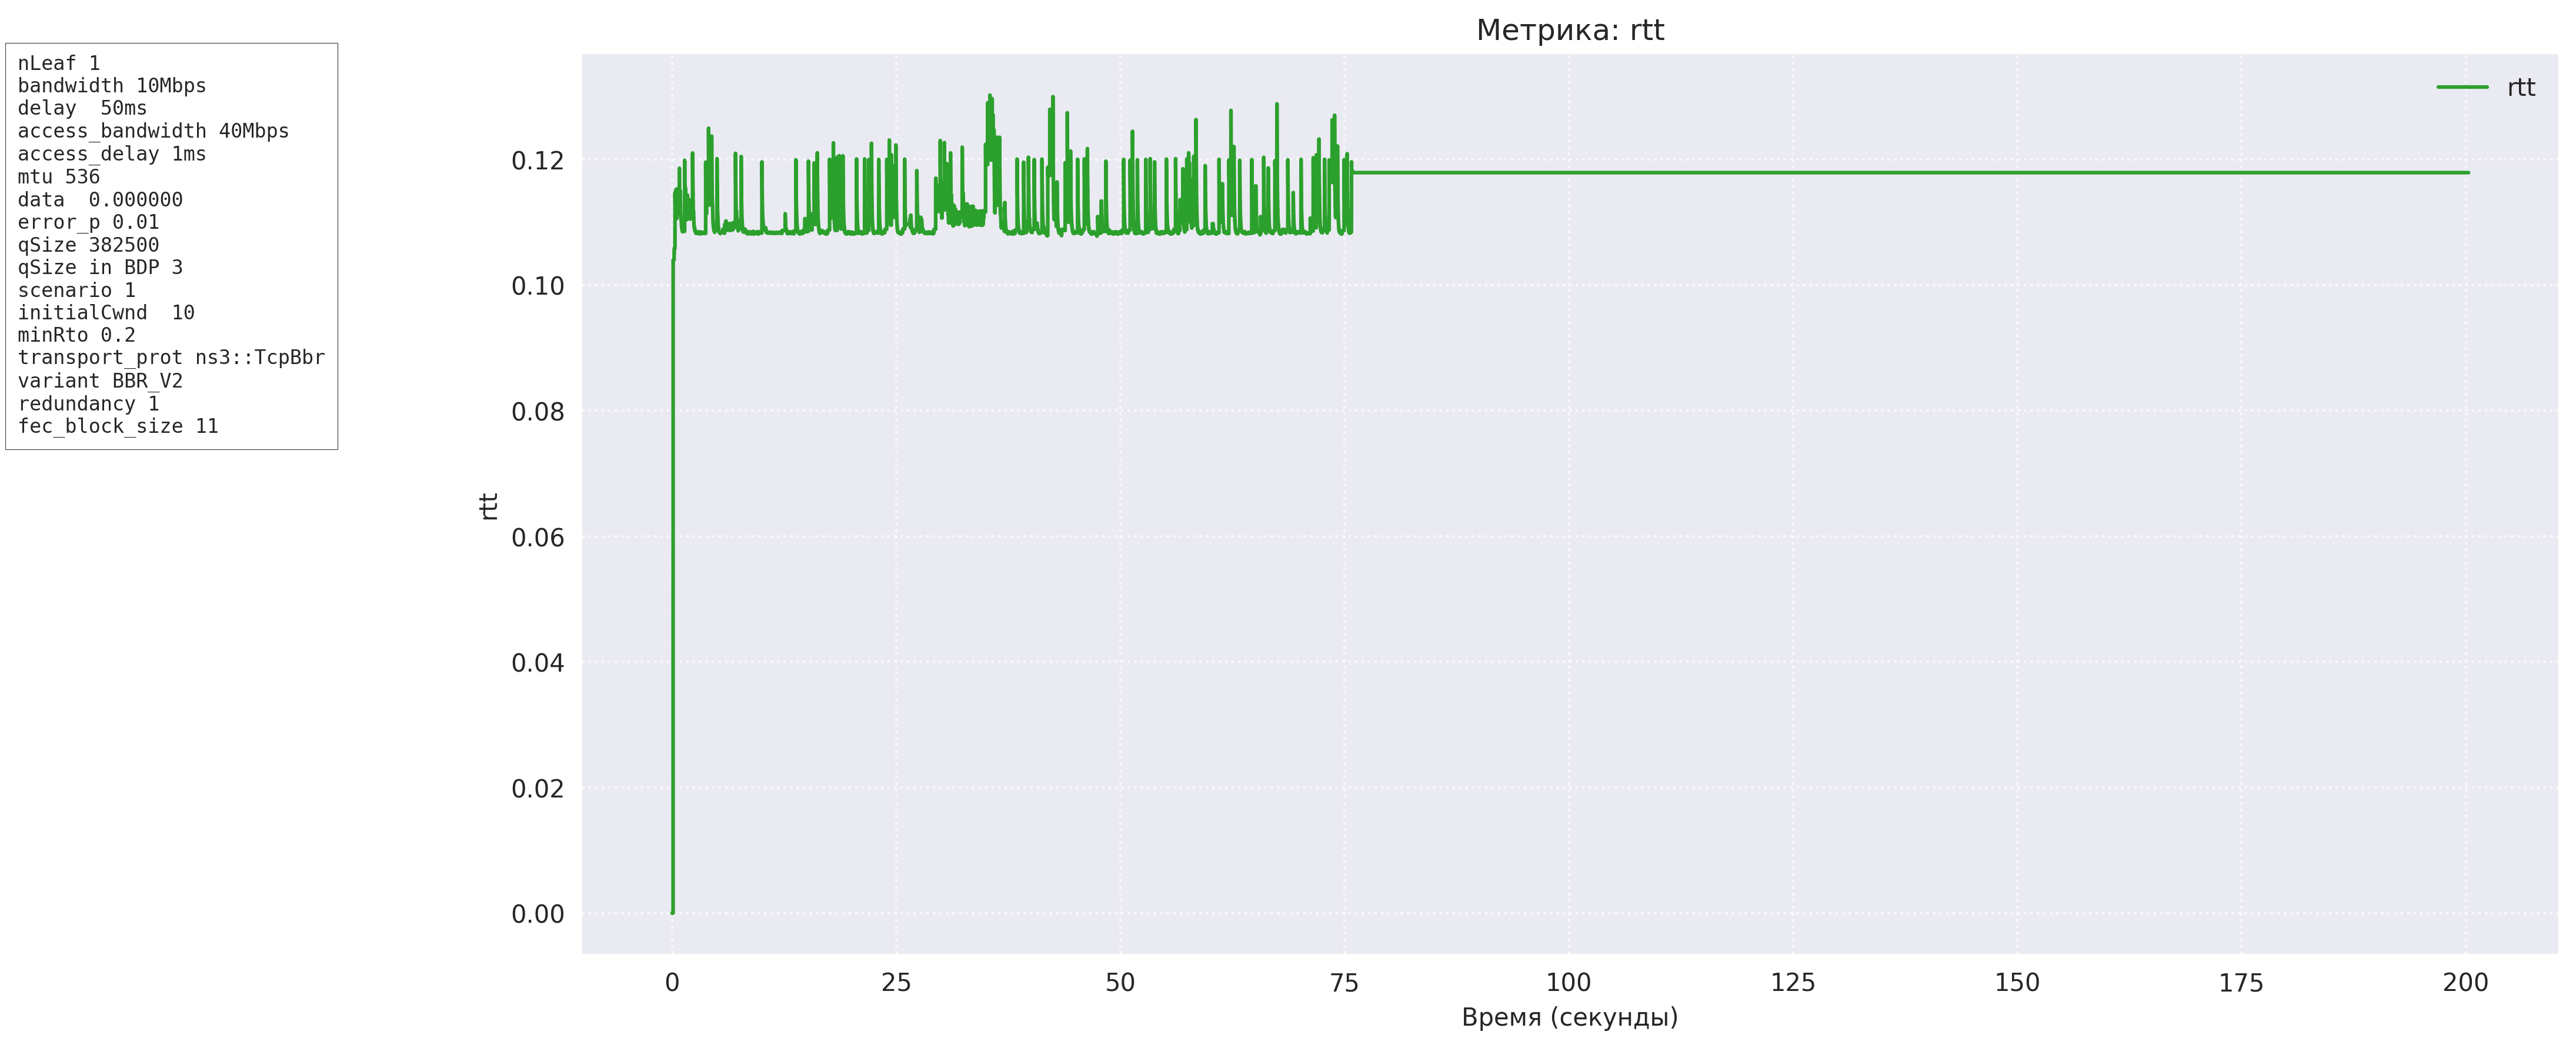 Метрика: rtt
nLeaf 1
bandwidth 10Mbps
delay  50ms
access_bandwidth 40Mbps
access_delay 1ms
mtu 536
data  0.000000
error_p 0.01
qSize 382500
qSize in BDP 3
scenario 1
initialCwnd  10
minRto 0.2
transport_prot ns3::TcpBbr
variant BBR_V2
redundancy 1
fec_block_size 11
rtt
rtt
0.12
0.10
0.08
0.06
0.04
0.02
0.00
0 25 50 75 100 125 150 175 200
Время (секунды)